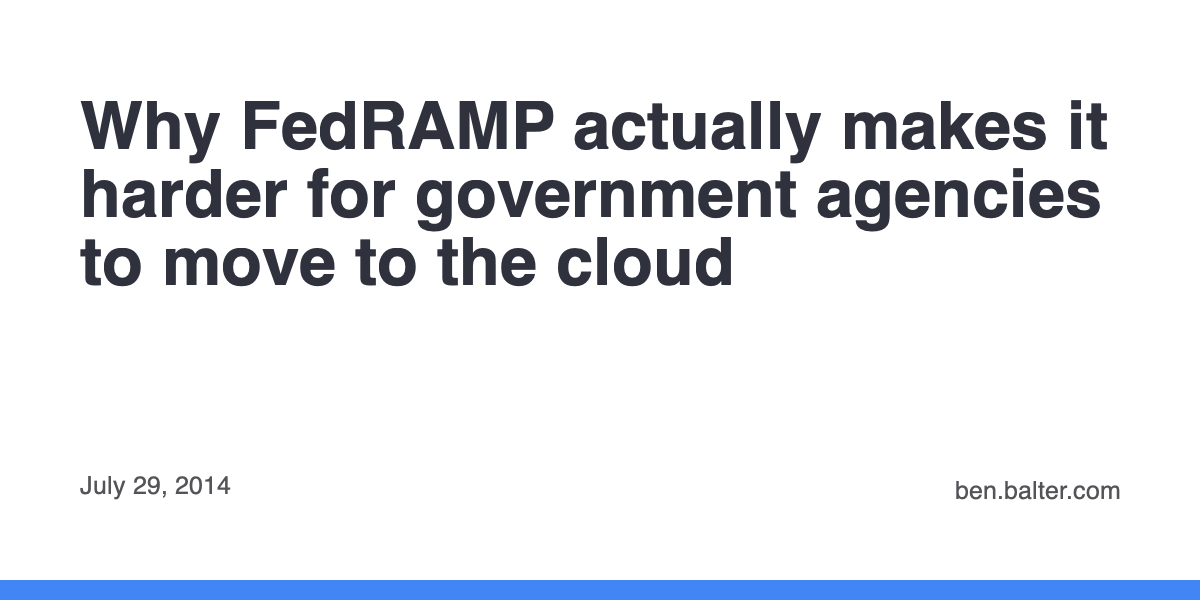 Why FedRAMP actually makes it
harder for government agencies
to move to the cloud
July 29, 2014
ben.balter.com